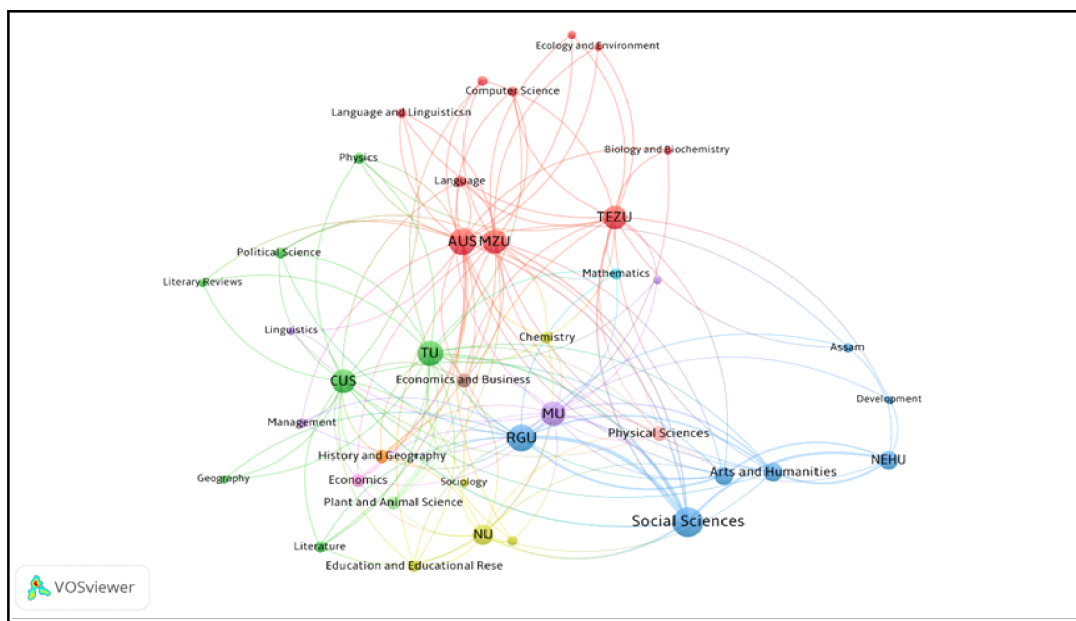 Ecology and Environment
Computer Science
Language and Linguisticsn
Biology and Biochemistry
Physics
Language
TEZU
AUS
MZU
Political Science
Mathematics
Literary Reviews
Linguistics
Chemistry
Assam
TU
Economics and Business
CUS
Development
MU
Management
RGU
Physical Sciences
History and Geography
NEHU
Arts and Humanities
Geography
Economics
Sociology
Plant and Animal Science
Social Sciences
NU
Literature
Education and Educational Rese
VOSviewer